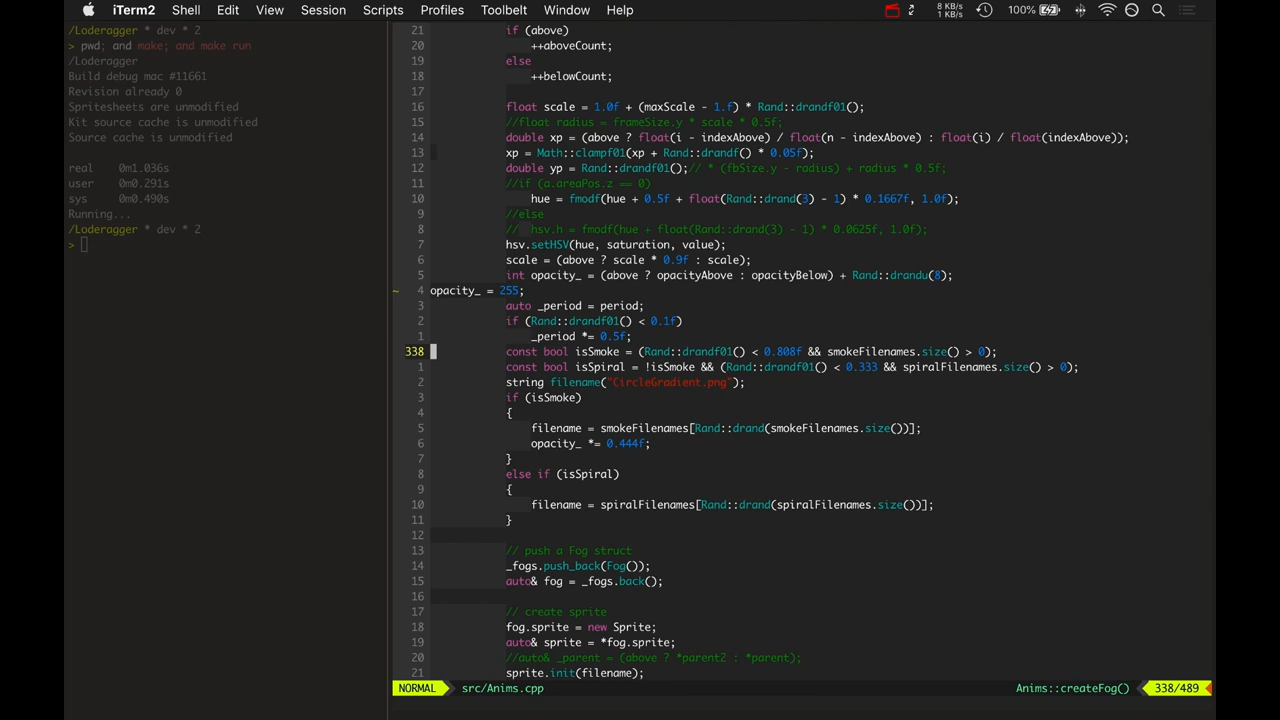 iTerm2 Shell Edit View Session Scripts Profiles Toolbelt Window Help 8 KB/s 1 KB/s 100%
/Loderagger * dev * 2
> pwd; and make; and make run
/Loderagger
Build debug mac #11661
Revision already 0
Spritesheets are unmodified
Kit source cache is unmodified
Source cache is unmodified
real 0m1.036s
user 0m0.291s
sys 0m0.490s
Running...
/Loderagger * dev * 2
>
21 if (above)
20 ++aboveCount;
19 else
18 ++belowCount;
17
16 float scale = 1.0f + (maxScale - 1.f) * Rand::drandf01();
15 //float radius = frameSize.y * scale * 0.5f;
14 double xp = (above ? float(i - indexAbove) / float(n - indexAbove) : float(i) / float(indexAbove));
13 xp = Math::clampf01(xp + Rand::drandf() * 0.05f);
12 double yp = Rand::drandf01();// * (fbSize.y - radius) + radius * 0.5f;
11 //if (a.areaPos.z == 0)
10 hue = fmodf(hue + 0.5f + float(Rand::drand(3) - 1) * 0.1667f, 1.0f);
9 //else
8 // hsv.h = fmodf(hue + float(Rand::drand(3) - 1) * 0.0625f, 1.0f);
7 hsv.setHSV(hue, saturation, value);
6 scale = (above ? scale * 0.9f : scale);
5 int opacity_ = (above ? opacityAbove : opacityBelow) + Rand::drandu(8);
~ 4 opacity_ = 255;
3 auto _period = period;
2 if (Rand::drandf01() < 0.1f)
1 _period *= 0.5f;
338 const bool isSmoke = (Rand::drandf01() < 0.808f && smokeFilenames.size() > 0);
1 const bool isSpiral = !isSmoke && (Rand::drandf01() < 0.333 && spiralFilenames.size() > 0);
2 string filename("CircleGradient.png");
3 if (isSmoke)
4 {
5 filename = smokeFilenames[Rand::drand(smokeFilenames.size())];
6 opacity_ *= 0.444f;
7 }
8 else if (isSpiral)
9 {
10 filename = spiralFilenames[Rand::drand(spiralFilenames.size())];
11 }
12
13 // push a Fog struct
14 _fogs.push_back(Fog());
15 auto& fog = _fogs.back();
16
17 // create sprite
18 fog.sprite = new Sprite;
19 auto& sprite = *fog.sprite;
20 //auto& _parent = (above ? *parent2 : *parent);
21 sprite.init(filename);
NORMAL src/Anims.cpp Anims::createFog() 338/489